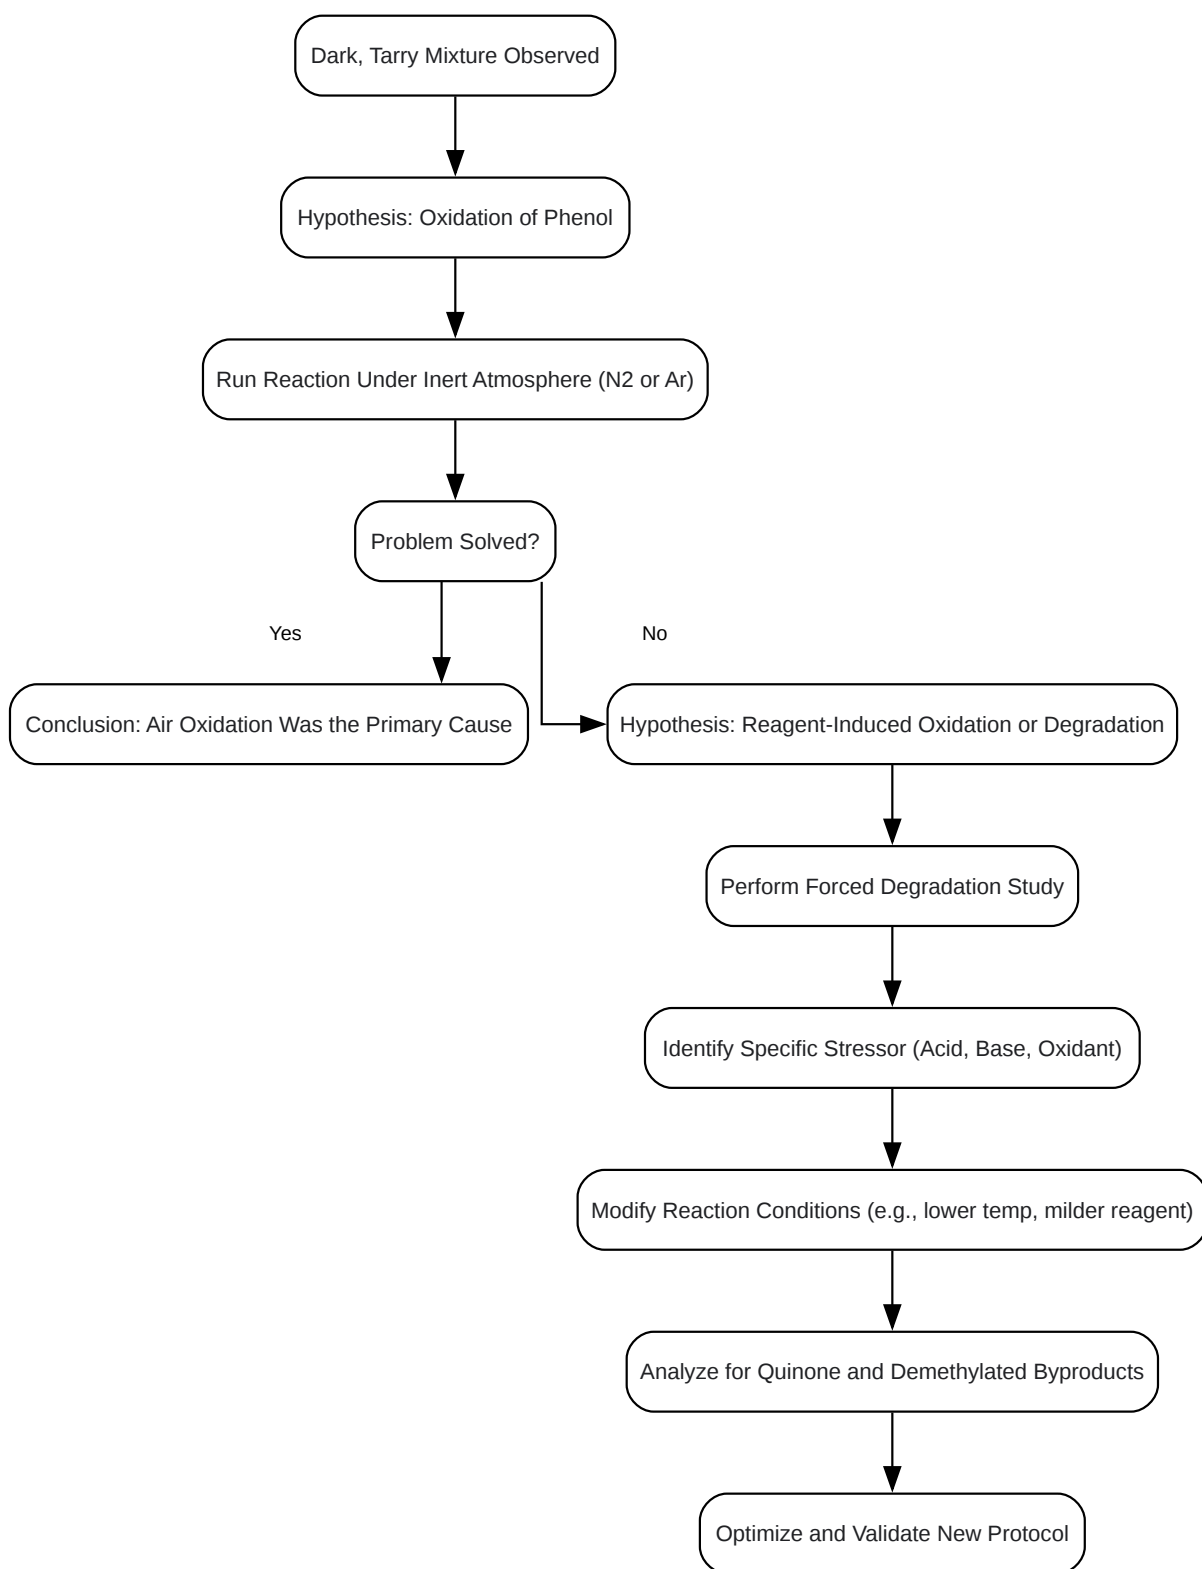 Dark, Tarry Mixture Observed
Hypothesis: Oxidation of Phenol
Run Reaction Under Inert Atmosphere (N2 or Ar)
Problem Solved?
Yes
No
Conclusion: Air Oxidation Was the Primary Cause
Hypothesis: Reagent-Induced Oxidation or Degradation
Perform Forced Degradation Study
Identify Specific Stressor (Acid, Base, Oxidant)
Modify Reaction Conditions (e.g., lower temp, milder reagent)
Analyze for Quinone and Demethylated Byproducts
Optimize and Validate New Protocol